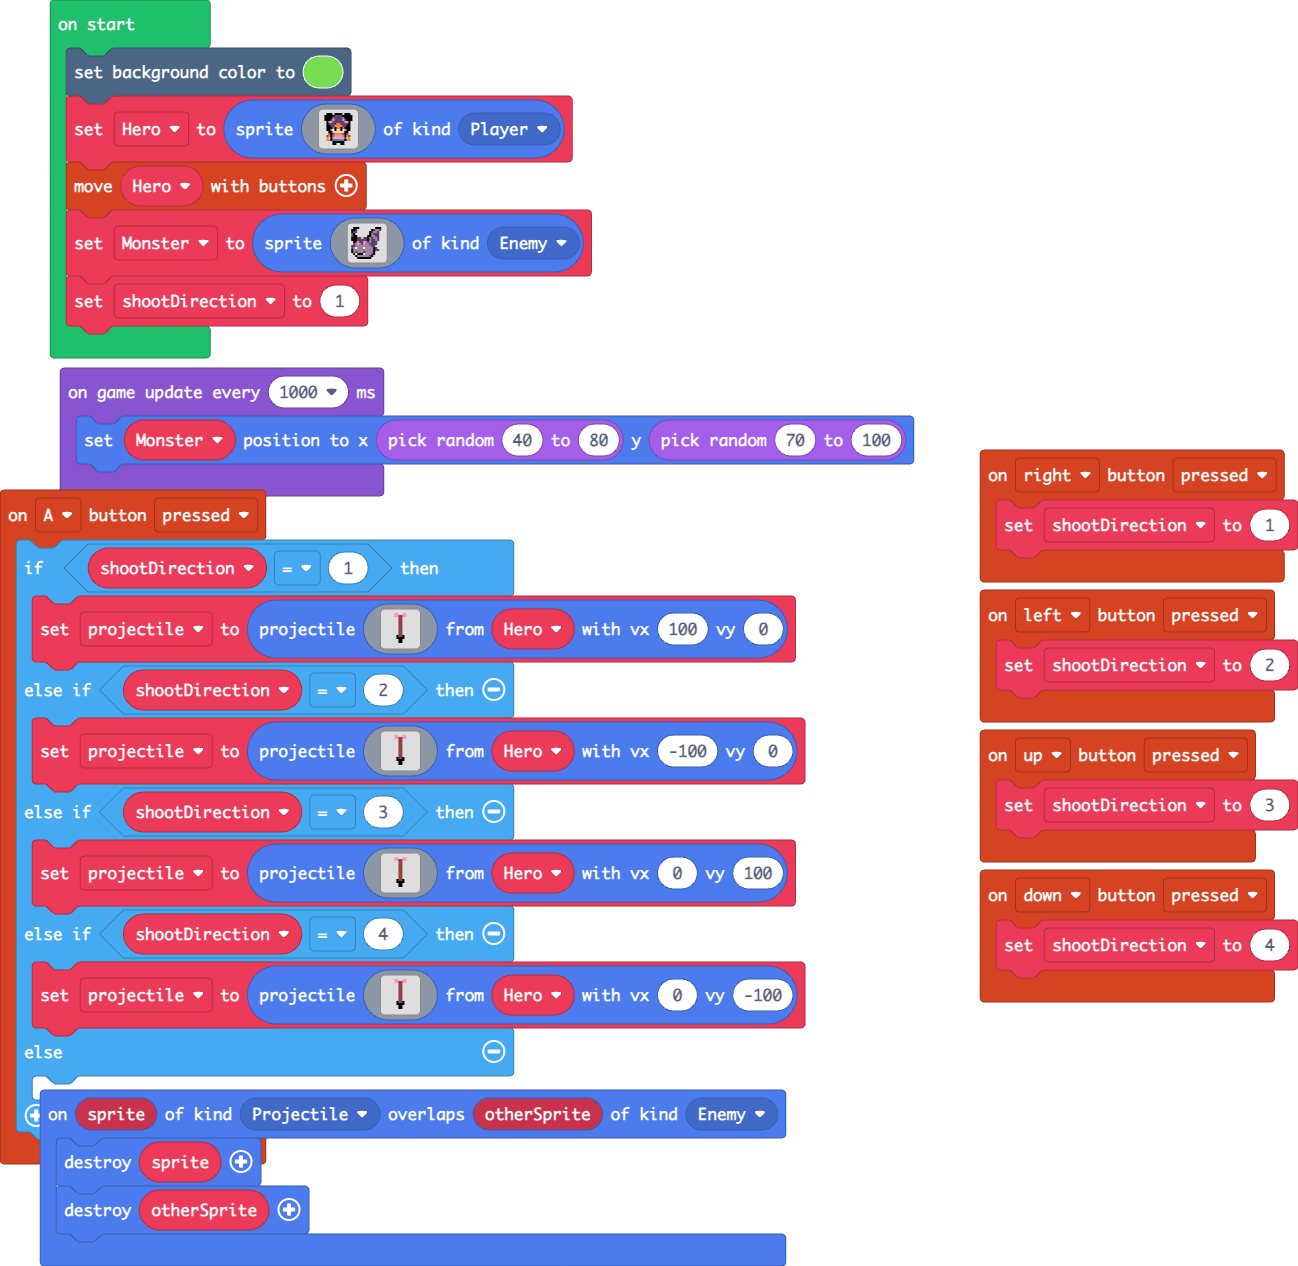 on start
set background color to
set Hero to sprite of kind Player
move Hero with buttons
set Monster to sprite of kind Enemy
set shootDirection to 1
on game update every 1000 ms
set Monster position to x pick random 40 to 80 y pick random 70 to 100
on A button pressed
if shootDirection = 1 then
set projectile to projectile from Hero with vx 100 vy 0
else if shootDirection = 2 then
set projectile to projectile from Hero with vx -100 vy 0
else if shootDirection = 3 then
set projectile to projectile from Hero with vx 0 vy 100
else if shootDirection = 4 then
set projectile to projectile from Hero with vx 0 vy -100
else
on sprite of kind Projectile overlaps otherSprite of kind Enemy
destroy sprite
destroy otherSprite
on right button pressed
set shootDirection to 1
on left button pressed
set shootDirection to 2
on up button pressed
set shootDirection to 3
on down button pressed
set shootDirection to 4